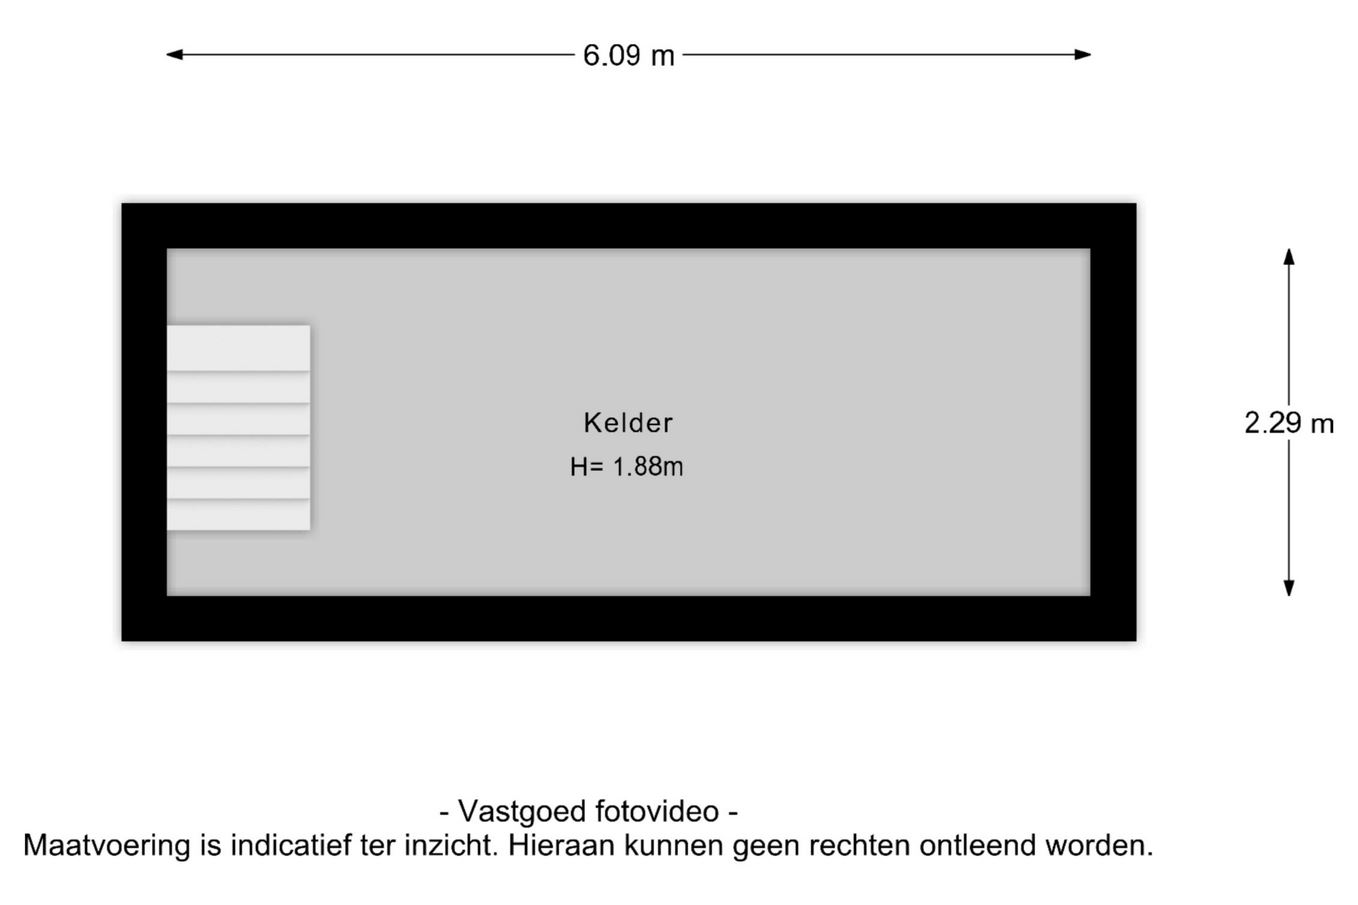 6.09 m
Kelder
H= 1.88m
2.29 m
- Vastgoed fotovideo -
Maatvoering is indicatief ter inzicht. Hieraan kunnen geen rechten ontleend worden.